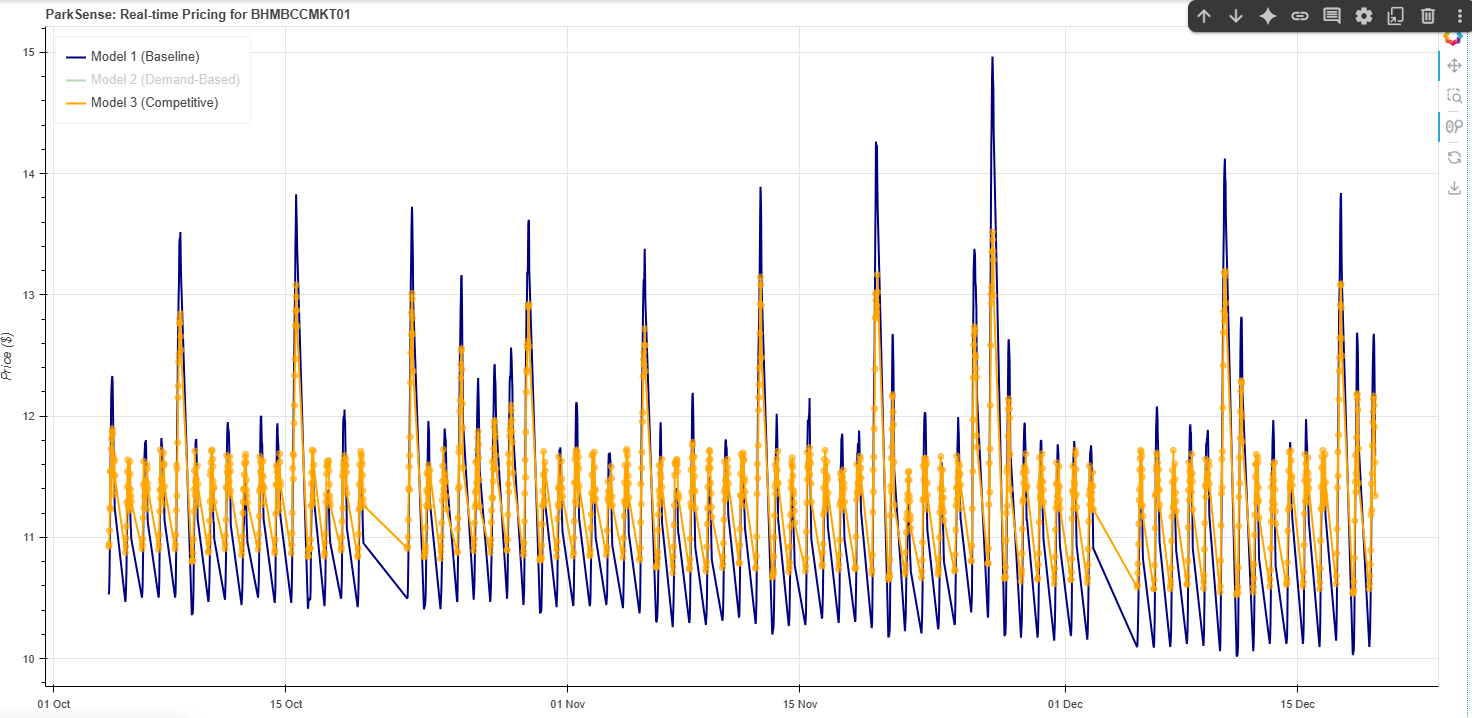 ParkSense: Real-time Pricing for BHMBCCMKT01
Model 1 (Baseline)
Model 2 (Demand-Based)
Model 3 (Competitive)
15
14
13
12
11
10
Price ($)
01 Oct
15 Oct
01 Nov
15 Nov
01 Dec
15 Dec